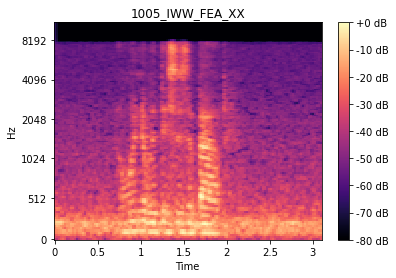 1005_IWW_FEA_XX
+0 dB
8192
-10 dB
4096
-20 dB
-30 dB
2048
Hz
-40 dB
1024
-50 dB
512
-60 dB
-70 dB
0
-80 dB
0 0.5 1 1.5 2 2.5 3
Time